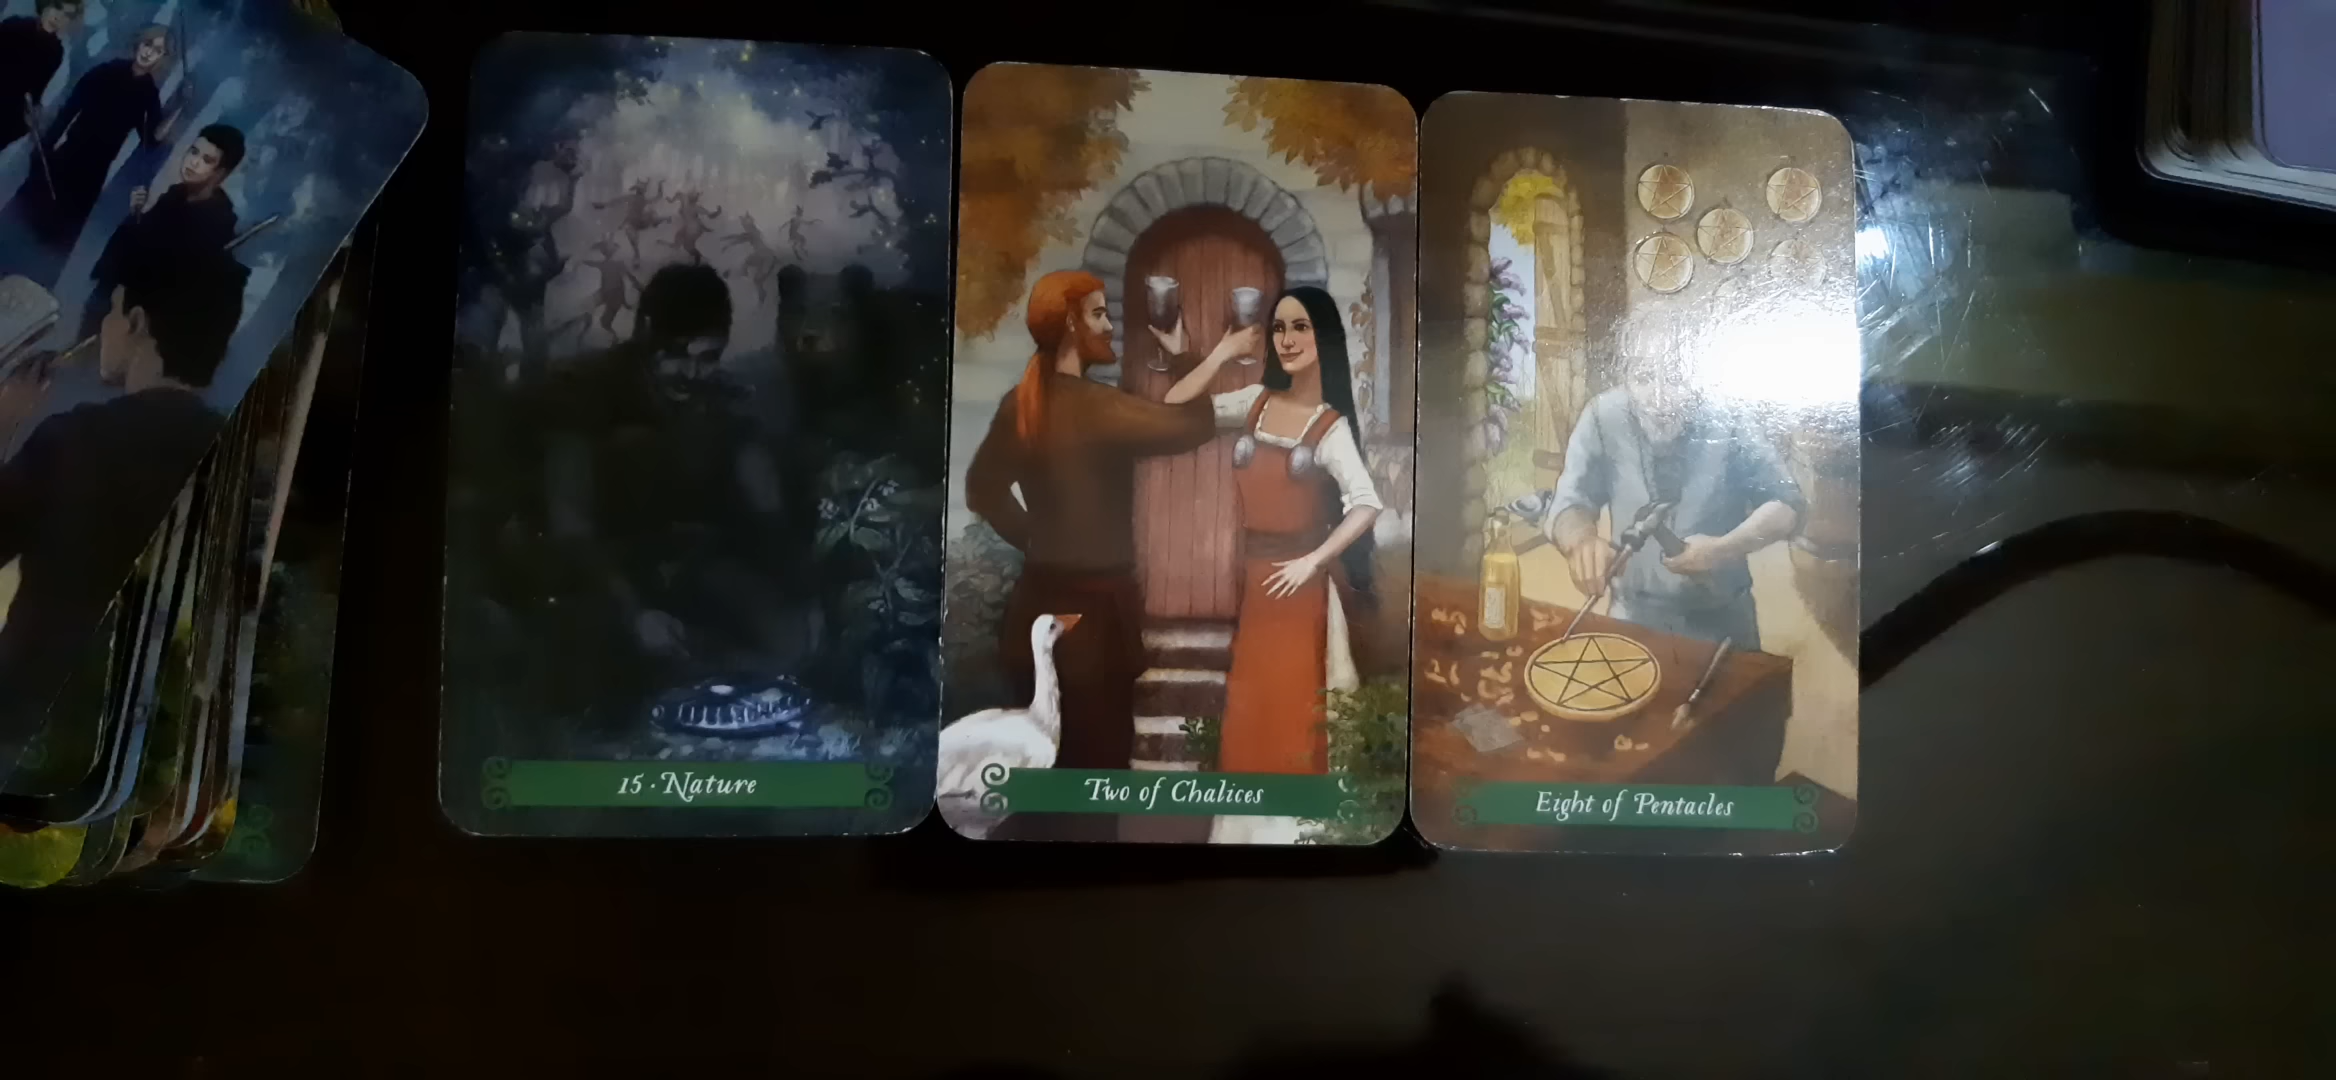 15 · Nature
Two of Chalices
Eight of Pentacles